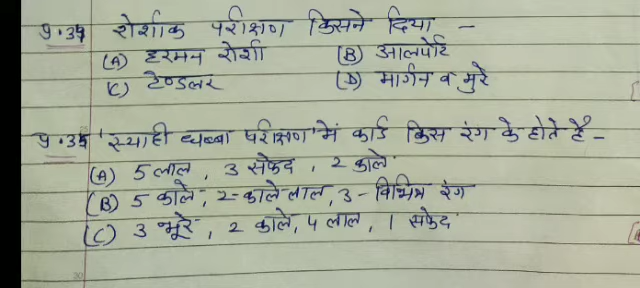 प्र.34 रोर्शाक परीक्षण किसने दिया -
(A) हरमन रोर्शा (B) आलपोर्ट
(C) टेण्डलर (D) मार्गन व मुरे
प्र.35 'स्याही धब्बा परीक्षण' में कार्ड किस रंग के होते हैं -
(A) 5 लाल, 3 सफेद, 2 काले
(B) 5 काले, 2-काले लाल, 3-विभिन्न रंग
(C) 3 भूरे, 2 काले, 4 लाल, 1 सफेद